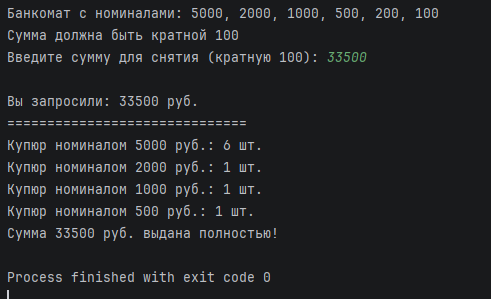 Банкомат с номиналами: 5000, 2000, 1000, 500, 200, 100
Сумма должна быть кратной 100
Введите сумму для снятия (кратную 100): 33500
Вы запросили: 33500 руб.
==============================
Купюр номиналом 5000 руб.: 6 шт.
Купюр номиналом 2000 руб.: 1 шт.
Купюр номиналом 1000 руб.: 1 шт.
Купюр номиналом 500 руб.: 1 шт.
Сумма 33500 руб. выдана полностью!
Process finished with exit code 0